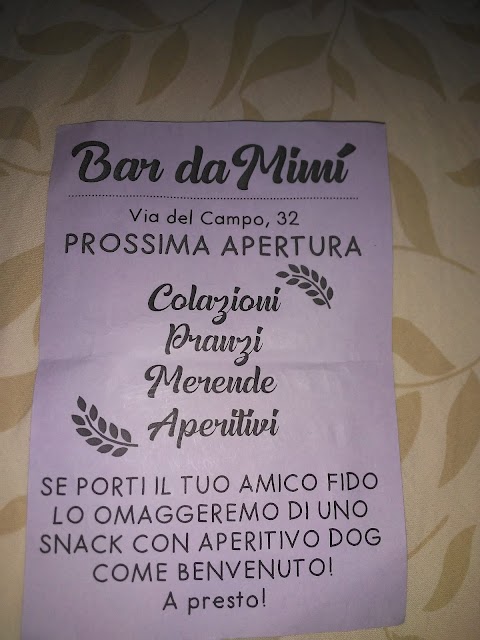 Bar da Mimí
Via del Campo, 32
PROSSIMA APERTURA
Colazioni
Pranzi
Merende
Aperitivi
SE PORTI IL TUO AMICO FIDO
LO OMAGGEREMO DI UNO
SNACK CON APERITIVO DOG
COME BENVENUTO!
A presto!